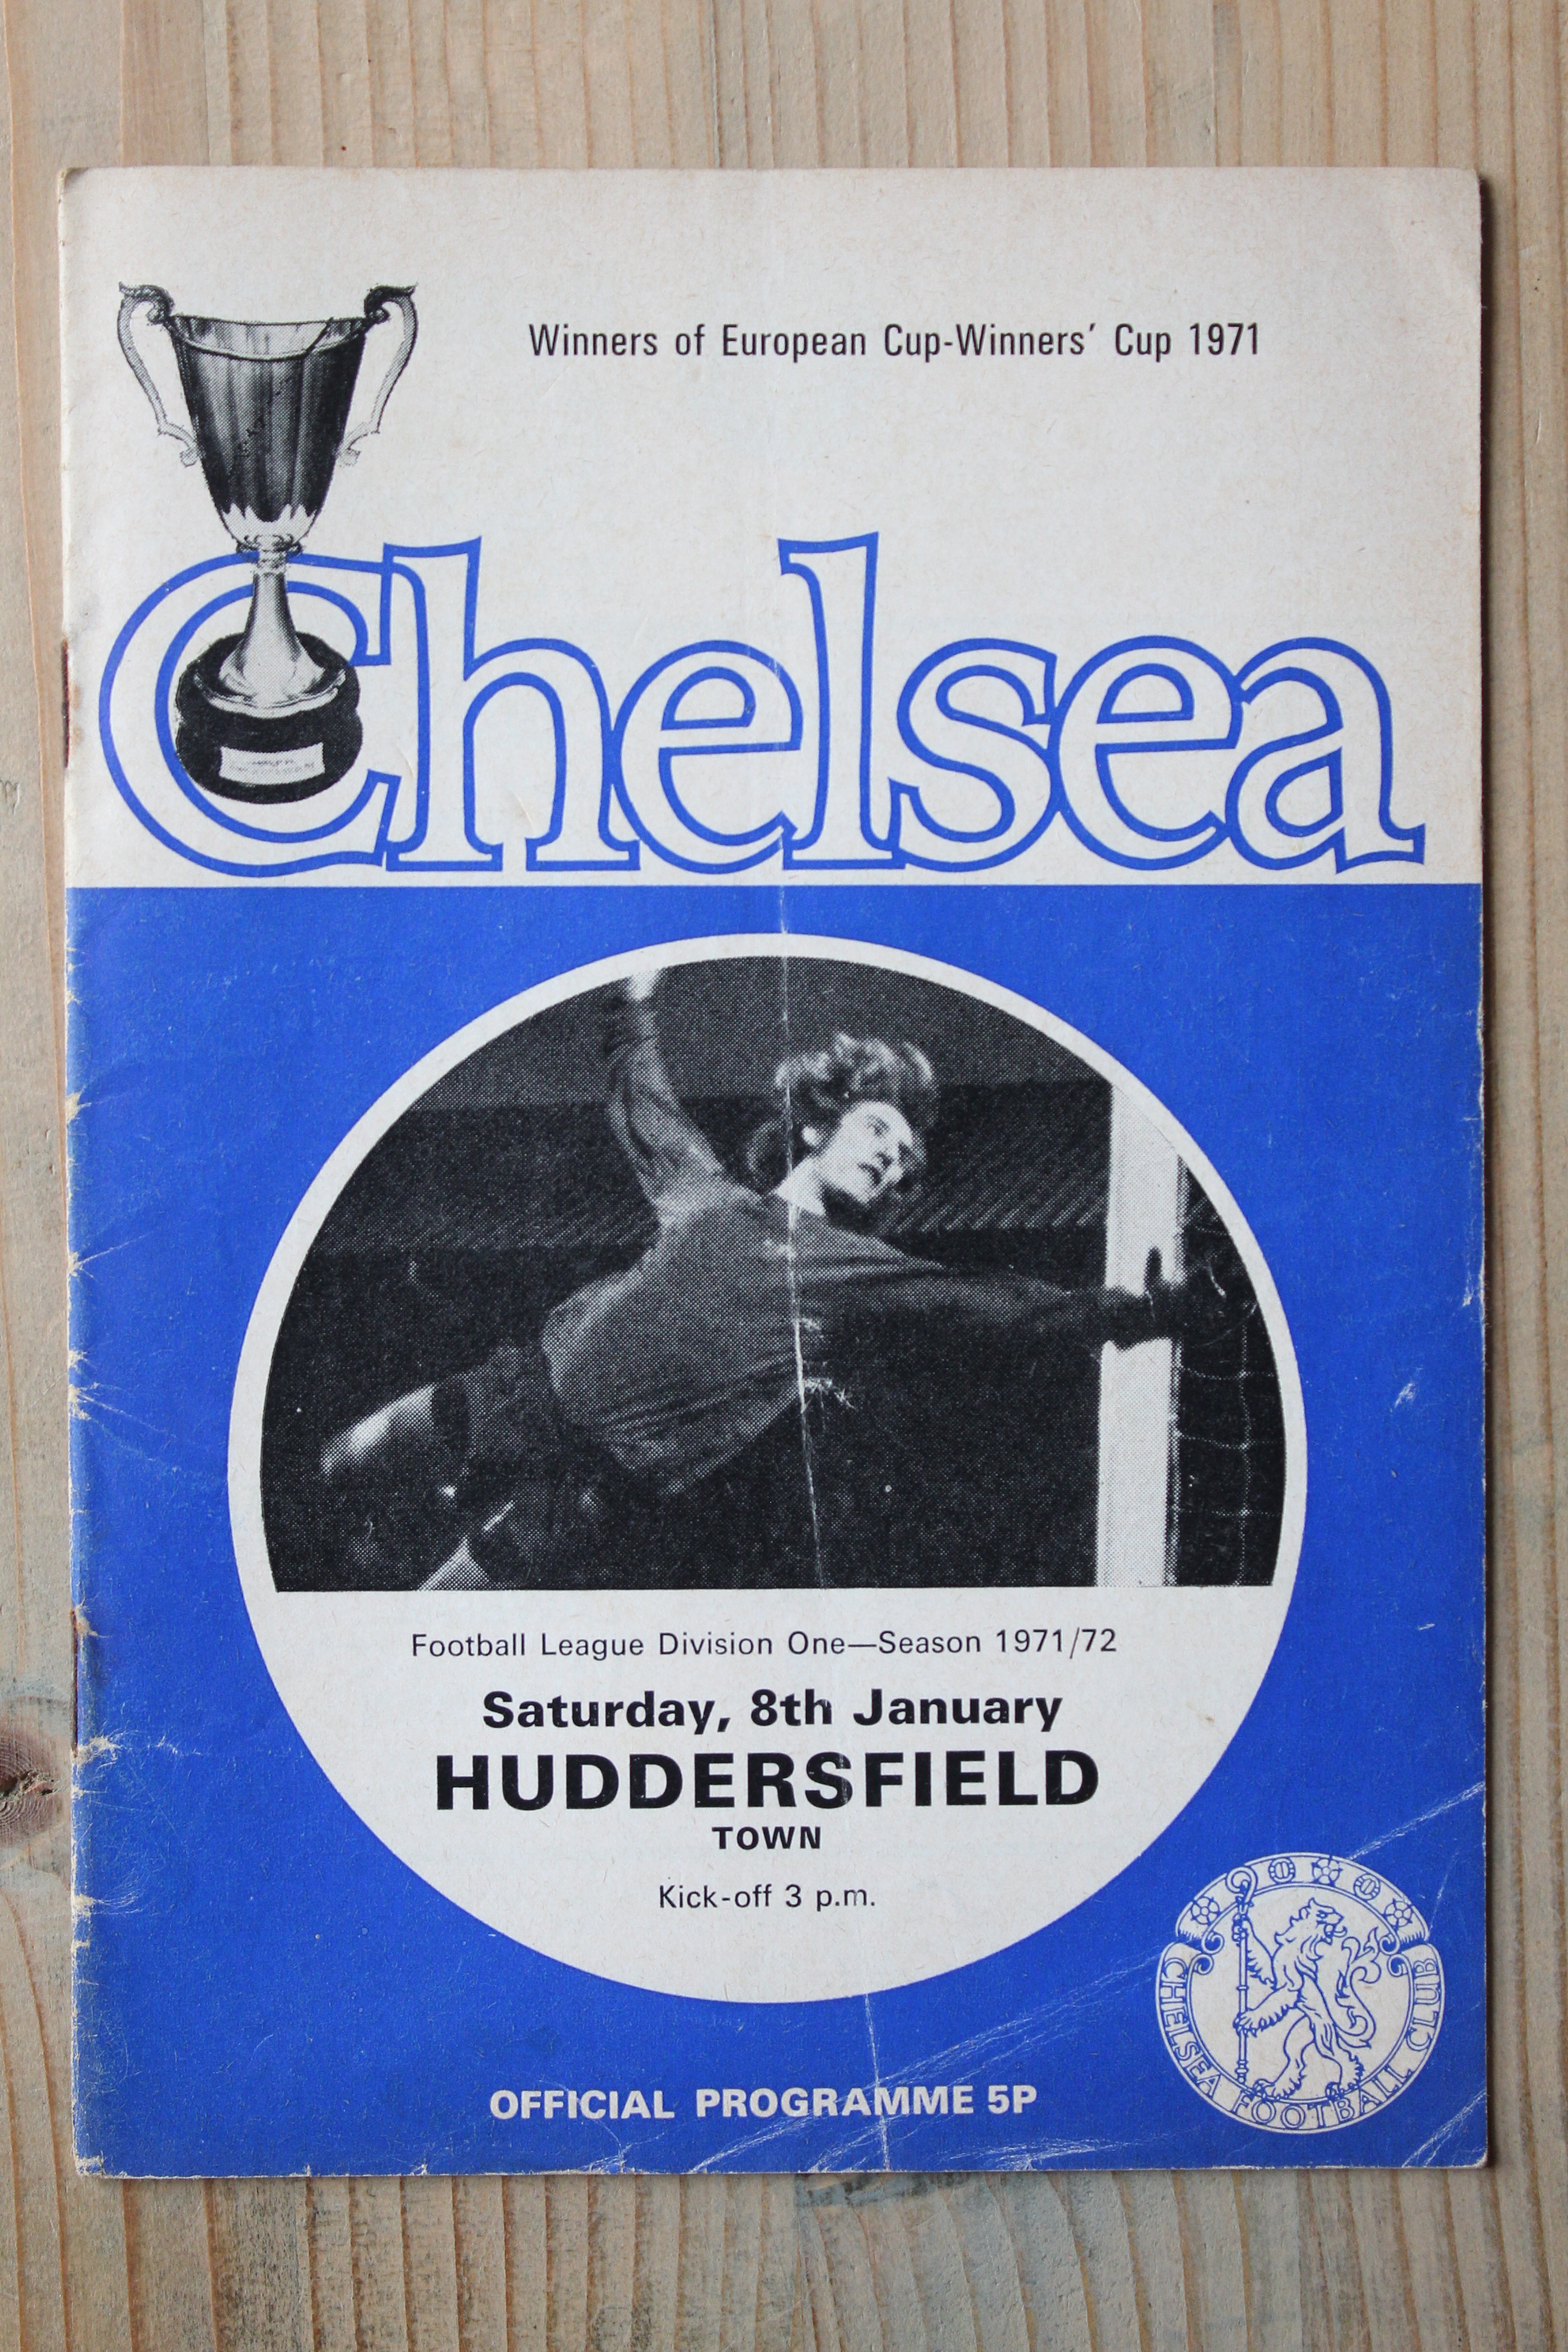 Winners of European Cup-Winners' Cup 1971
Chelsea
Football League Division One—Season 1971/72
Saturday, 8th January
HUDDERSFIELD
TOWN
Kick-off 3 p.m.
OFFICIAL PROGRAMME 5P
CHELSEA FOOTBALL CLUB